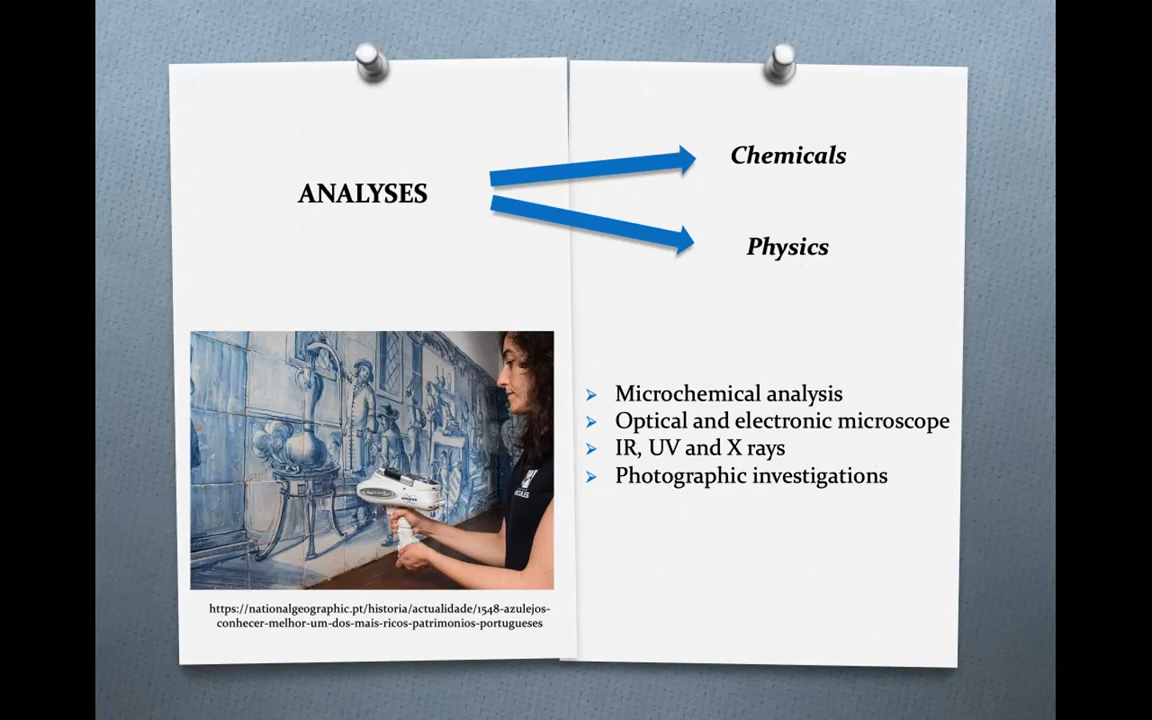 ANALYSES
Chemicals
Physics
Microchemical analysis
Optical and electronic microscope
IR, UV and X rays
Photographic investigations
https://nationalgeographic.pt/historia/actualidade/1548-azulejos-
conhecer-melhor-um-dos-mais-ricos-patrimonios-portugueses